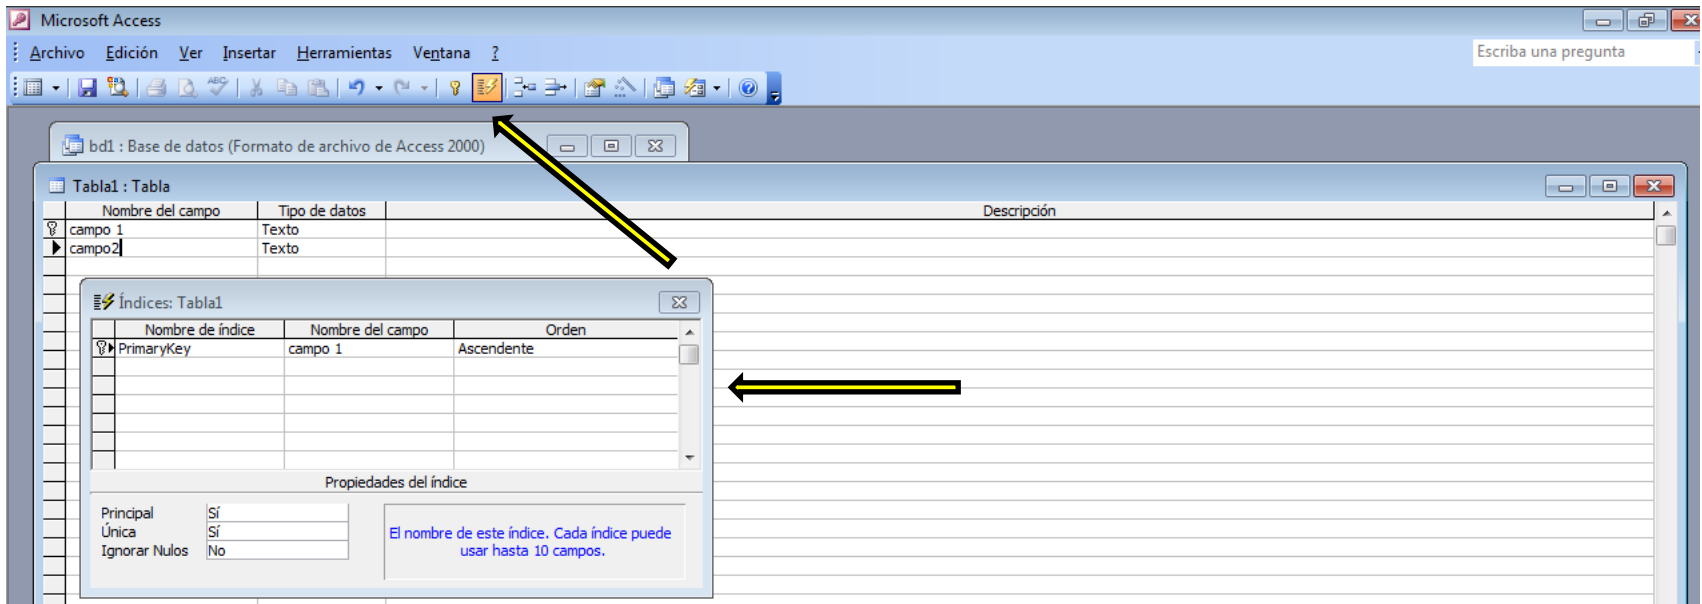 Microsoft Access
Archivo Edición Ver Insertar Herramientas Ventana ?
Escriba una pregunta
ABC
bd1 : Base de datos (Formato de archivo de Access 2000)
Tabla1 : Tabla
Nombre del campo Tipo de datos Descripción
campo 1 Texto
campo2 Texto
Índices: Tabla1
Nombre de índice Nombre del campo Orden
PrimaryKey campo 1 Ascendente
Propiedades del índice
Principal Sí
Única Sí
Ignorar Nulos No
El nombre de este índice. Cada índice puede
usar hasta 10 campos.